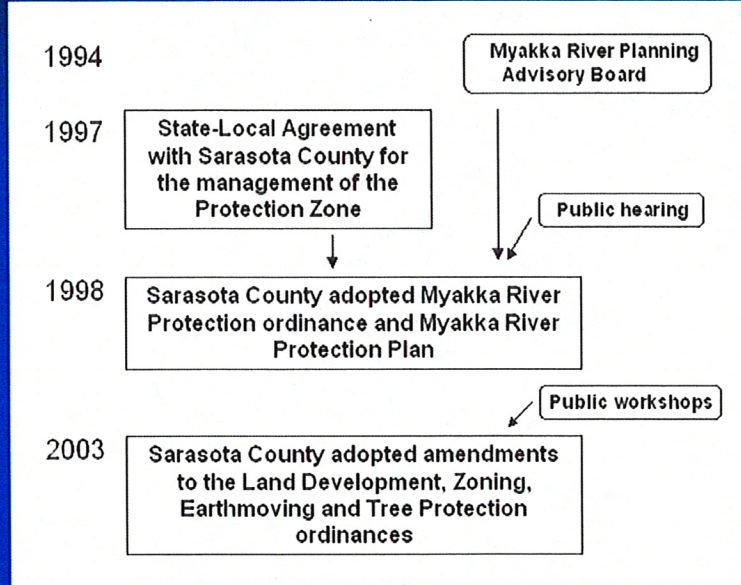 1994
Myakka River Planning
Advisory Board
1997
State-Local Agreement
with Sarasota County for
the management of the
Protection Zone
Public hearing
1998
Sarasota County adopted Myakka River
Protection ordinance and Myakka River
Protection Plan
Public workshops
2003
Sarasota County adopted amendments
to the Land Development, Zoning,
Earthmoving and Tree Protection
ordinances